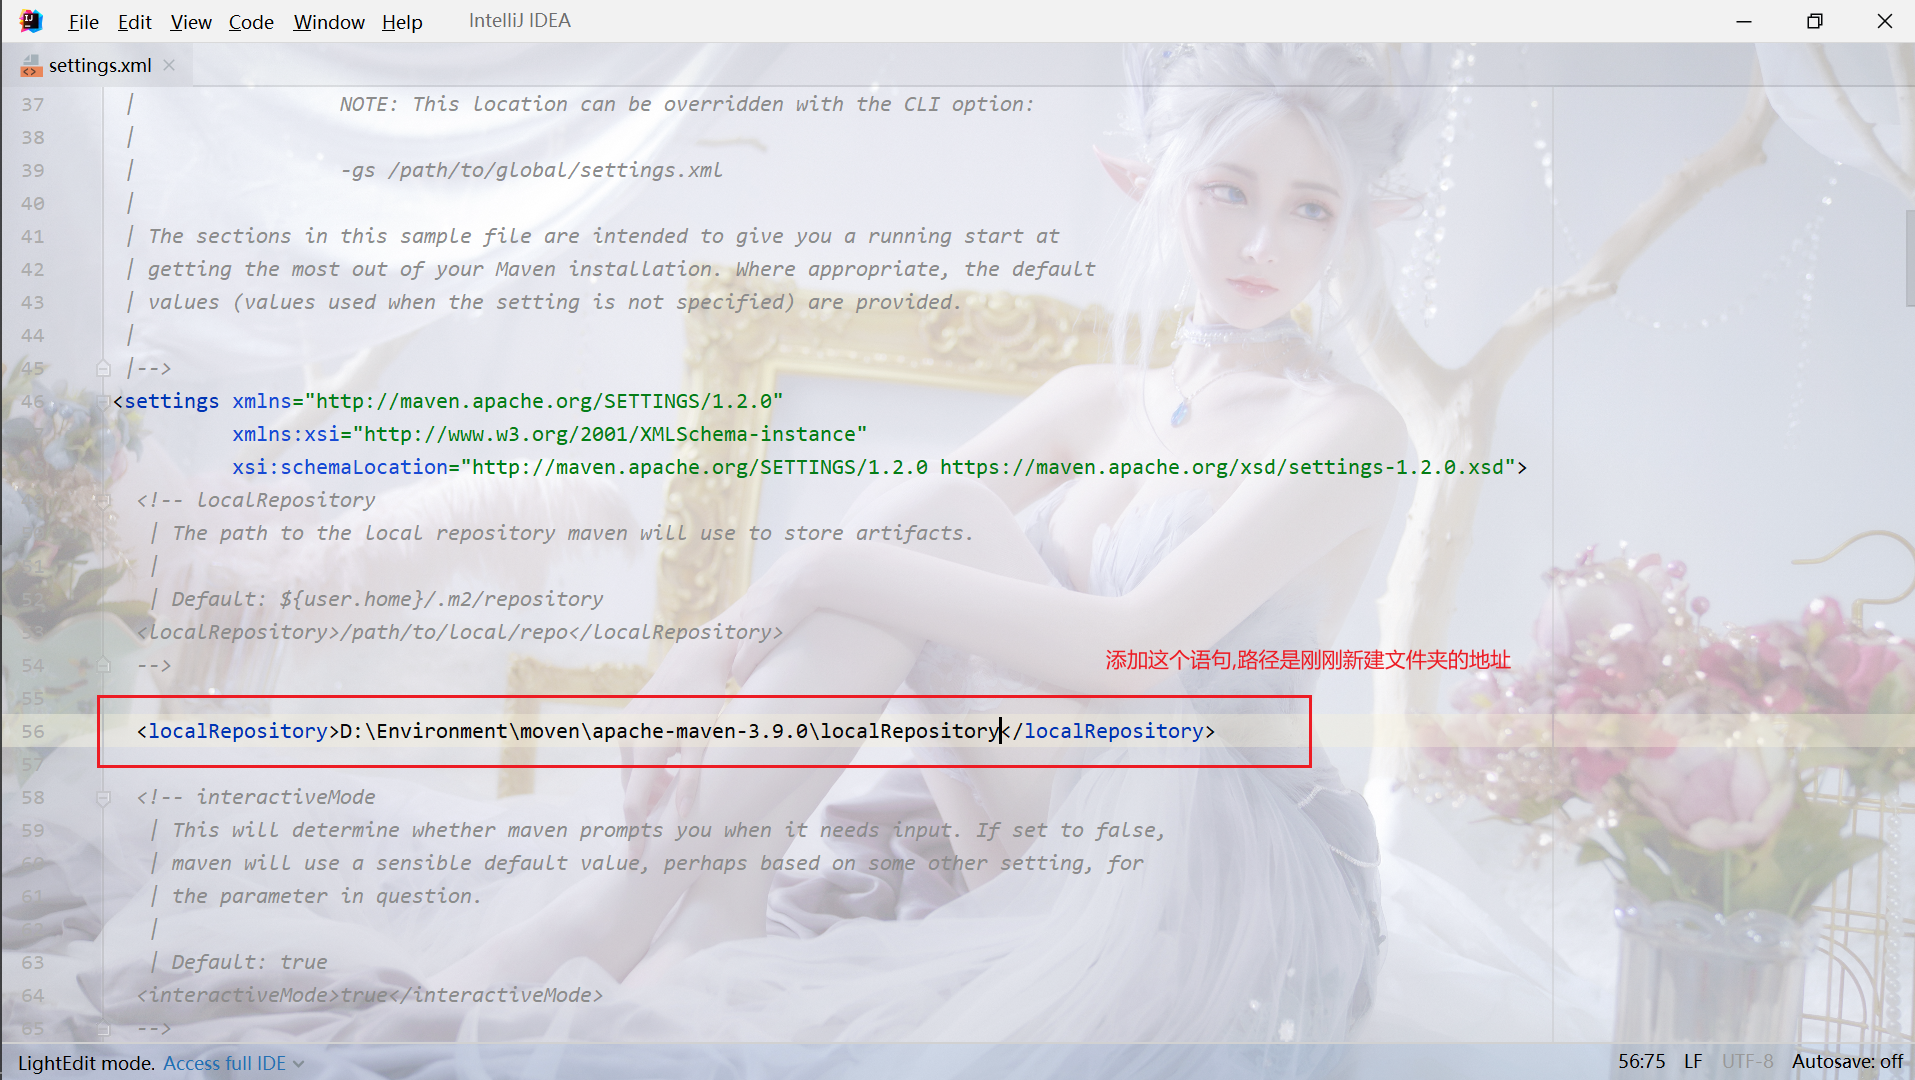 File Edit View Code Window Help IntelliJ IDEA
settings.xml
37 | NOTE: This location can be overridden with the CLI option:
38 |
39 | -gs /path/to/global/settings.xml
40 |
41 | The sections in this sample file are intended to give you a running start at
42 | getting the most out of your Maven installation. Where appropriate, the default
43 | values (values used when the setting is not specified) are provided.
44 |
45 |-->
46 <settings xmlns="http://maven.apache.org/SETTINGS/1.2.0"
xmlns:xsi="http://www.w3.org/2001/XMLSchema-instance"
xsi:schemaLocation="http://maven.apache.org/SETTINGS/1.2.0 https://maven.apache.org/xsd/settings-1.2.0.xsd">
<!-- localRepository
| The path to the local repository maven will use to store artifacts.
|
52 | Default: ${user.home}/.m2/repository
53 <localRepository>/path/to/local/repo</localRepository>
54 -->
添加这个语句,路径是刚刚新建文件夹的地址
55
56 <localRepository>D:\Environment\moven\apache-maven-3.9.0\localRepository</localRepository>
57
58 <!-- interactiveMode
59 | This will determine whether maven prompts you when it needs input. If set to false,
60 | maven will use a sensible default value, perhaps based on some other setting, for
61 | the parameter in question.
62 |
63 | Default: true
64 <interactiveMode>true</interactiveMode>
65 -->
LightEdit mode. Access full IDE 56:75 LF UTF-8 Autosave: off